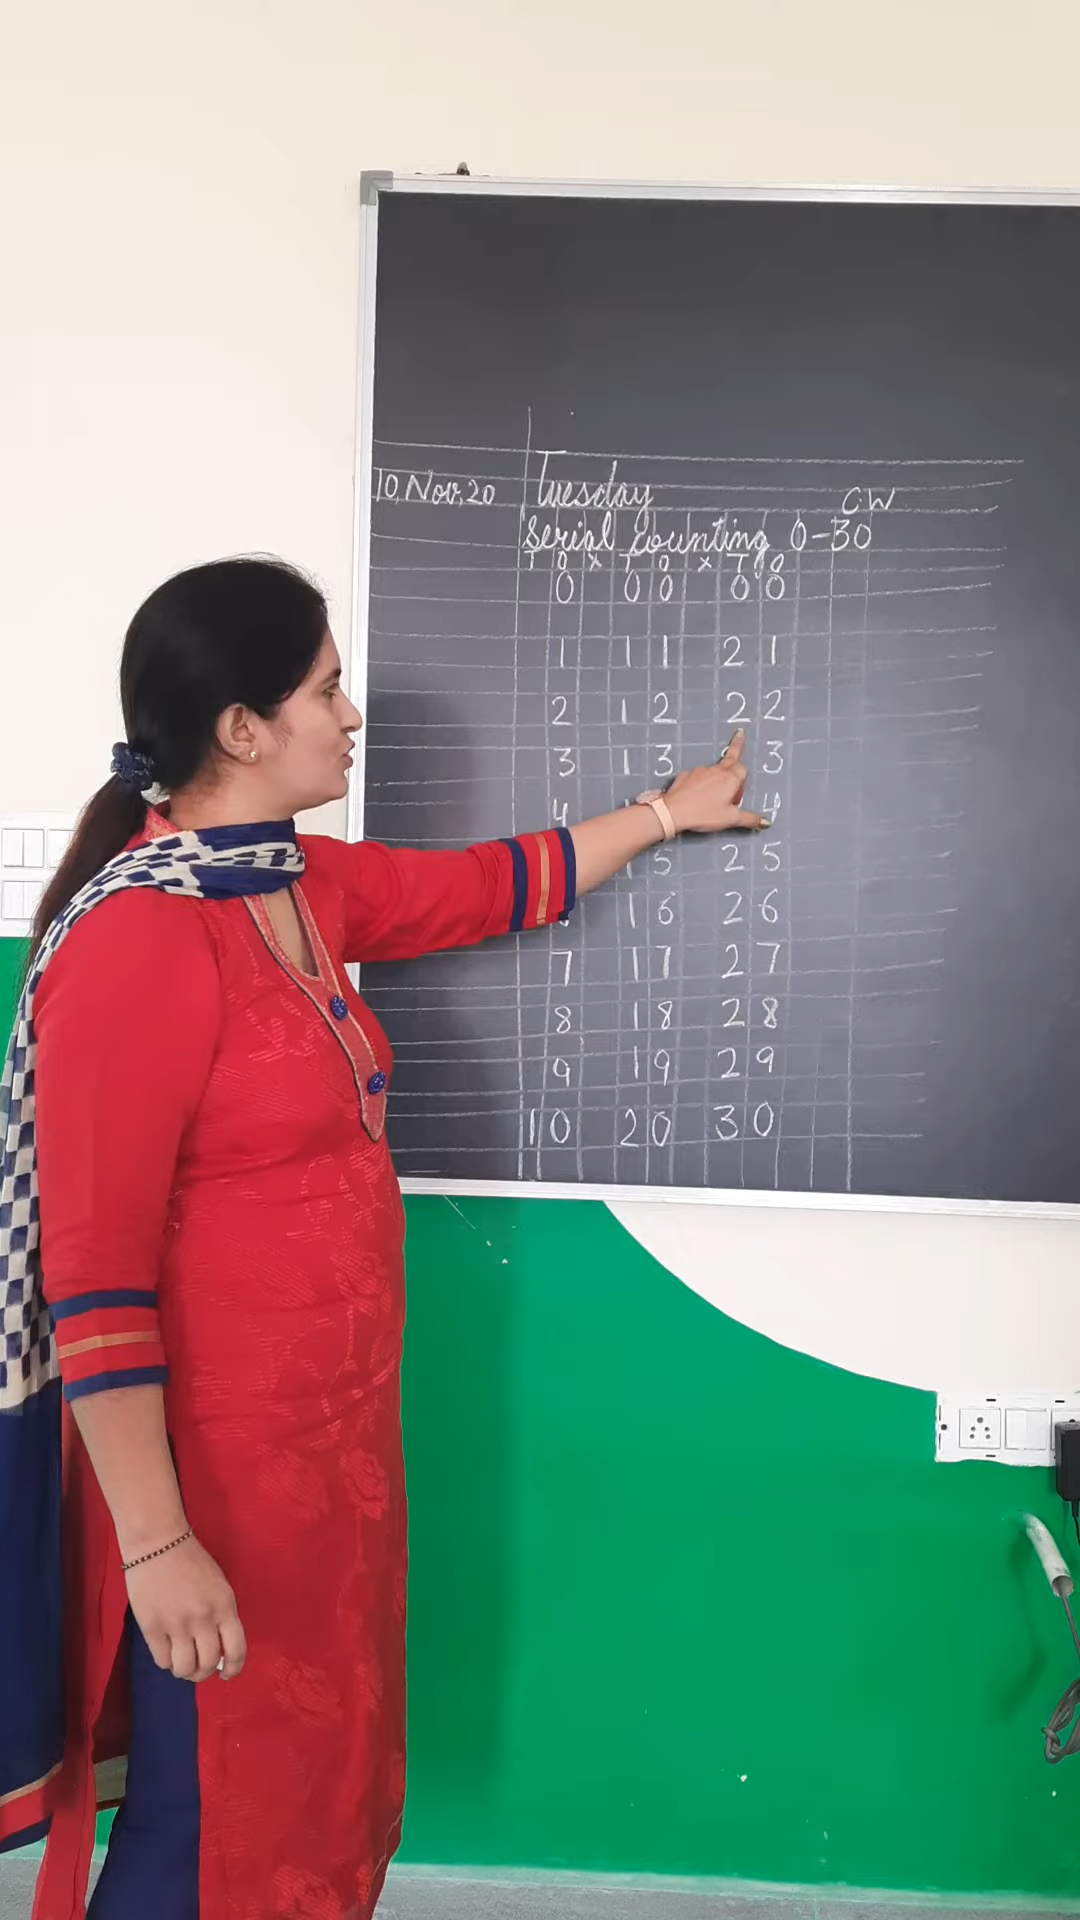 10, Nov, 20 Tuesday C.W
Serial Counting 0-30
T O × T O × T O
0 0 0 0 0
1 1 1 2 1
2 1 2 2 2
3 1 3 3
4 4
1 5 2 5
1 6 2 6
7 1 7 2 7
8 1 8 2 8
9 1 9 2 9
1 0 2 0 3 0